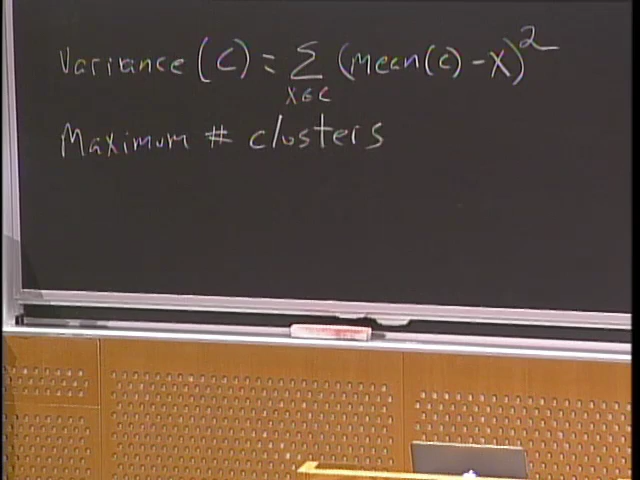 Variance(C) = ∑ x∈C (mean(c) - x)²
Maximum # clusters